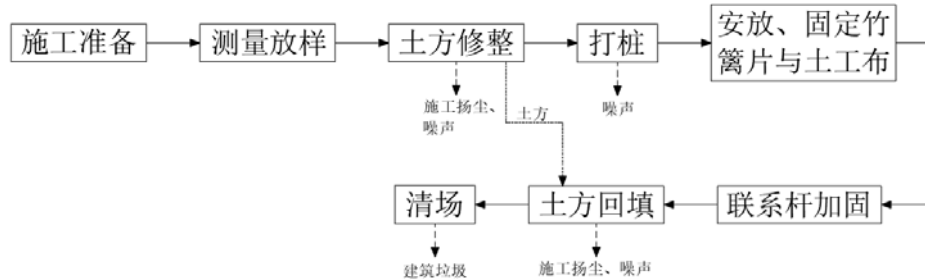 施工准备
测量放样
土方修整
打桩
安放、固定竹
篱片与土工布
施工扬尘、
噪声
土方
噪声
清场
土方回填
联系杆加固
建筑垃圾
施工扬尘、噪声